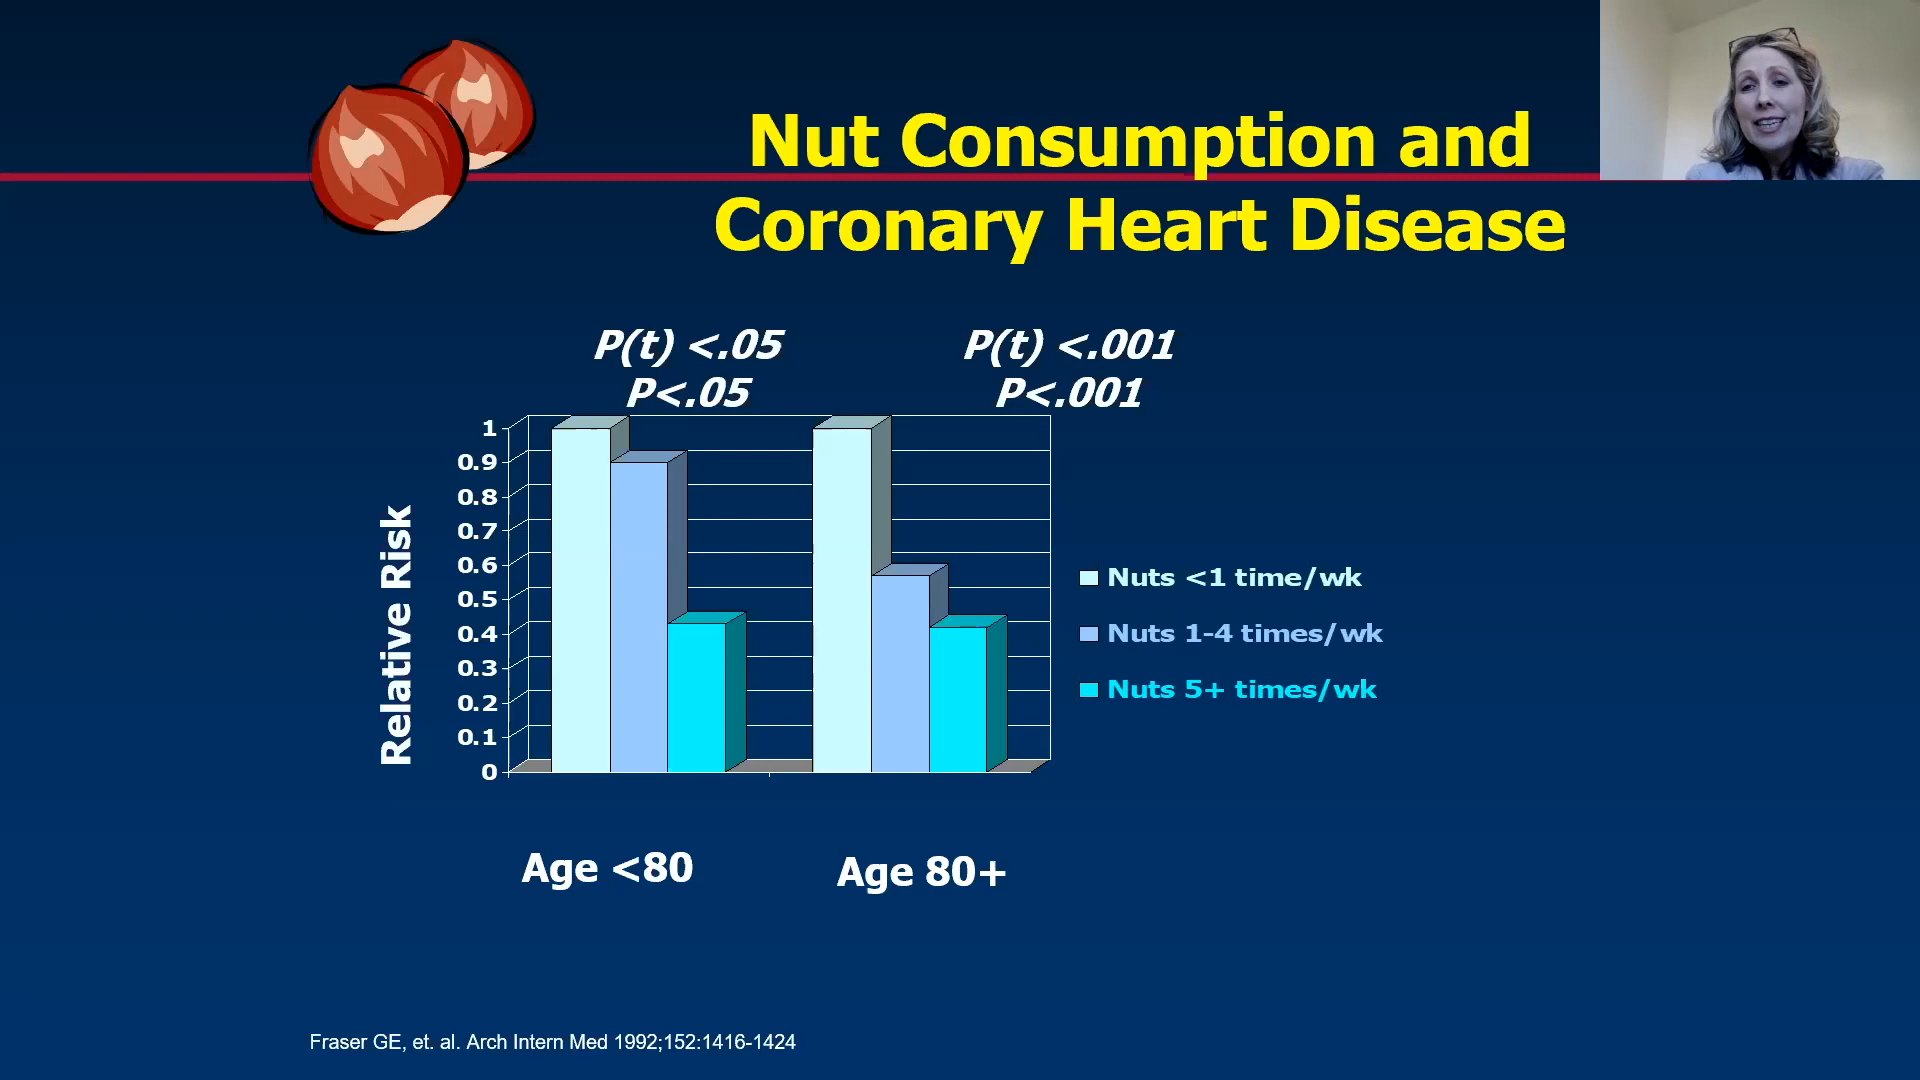 Nut Consumption and
Coronary Heart Disease
P(t) <.05
P<.05
P(t) <.001
P<.001
Relative Risk
1
0.9
0.8
0.7
0.6
0.5
0.4
0.3
0.2
0.1
0
Nuts <1 time/wk
Nuts 1-4 times/wk
Nuts 5+ times/wk
Age <80
Age 80+
Fraser GE, et. al. Arch Intern Med 1992;152:1416-1424